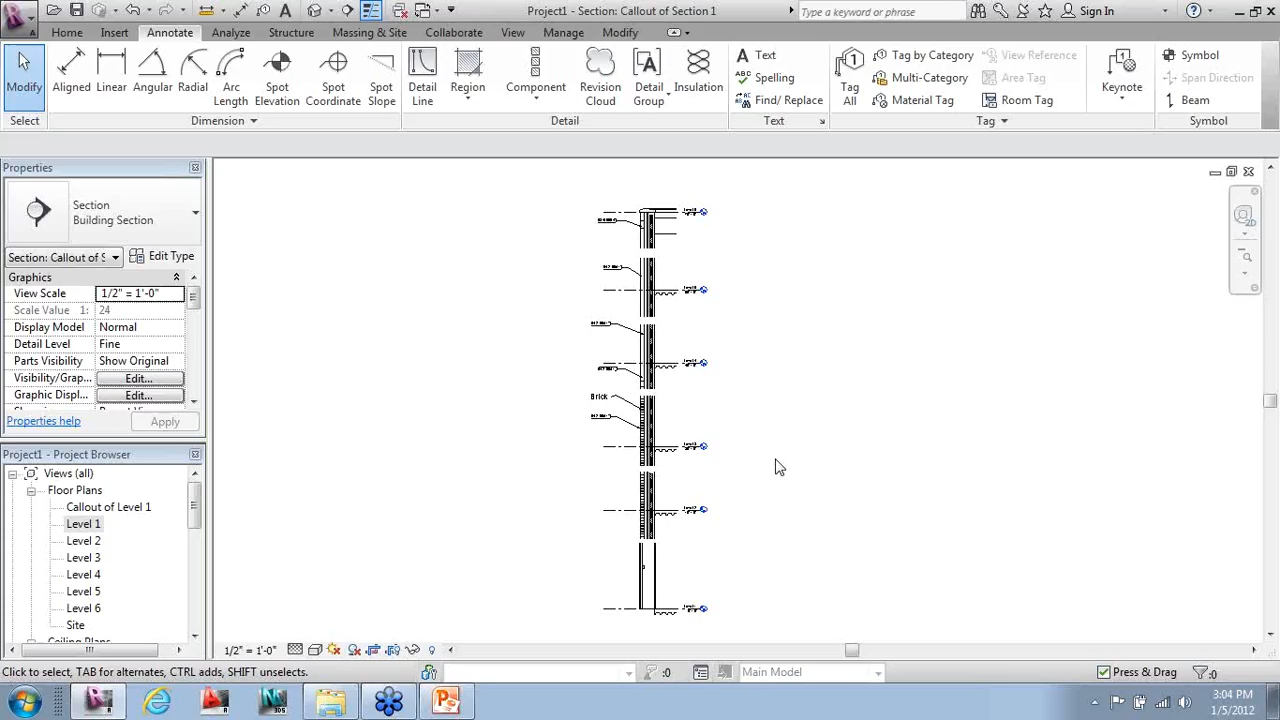 Project1 - Section: Callout of Section 1
Type a keyword or phrase
Sign In
Home Insert Annotate Analyze Structure Massing & Site Collaborate View Manage Modify
Modify
Aligned Linear Angular Radial Arc Length Spot Elevation Spot Coordinate Spot Slope
Detail Line Region Component Revision Cloud Detail Group Insulation
Text
Spelling
Find/ Replace
Tag All
Tag by Category
Multi-Category
Material Tag
View Reference
Area Tag
Room Tag
Keynote
Symbol
Span Direction
Beam
Select Dimension Detail Text Tag Symbol
Properties
Section
Building Section
Section: Callout of S
Edit Type
Graphics
View Scale 1/2" = 1'-0"
Scale Value 1: 24
Display Model Normal
Detail Level Fine
Parts Visibility Show Original
Visibility/Grap... Edit...
Graphic Displ... Edit...
Properties help
Apply
Project1 - Project Browser
Views (all)
Floor Plans
Callout of Level 1
Level 1
Level 2
Level 3
Level 4
Level 5
Level 6
Site
Ceiling Plans
Brick
2D
1/2" = 1'-0"
Click to select, TAB for alternates, CTRL adds, SHIFT unselects.
:0
Main Model
Press & Drag
:0
3:04 PM
1/5/2012